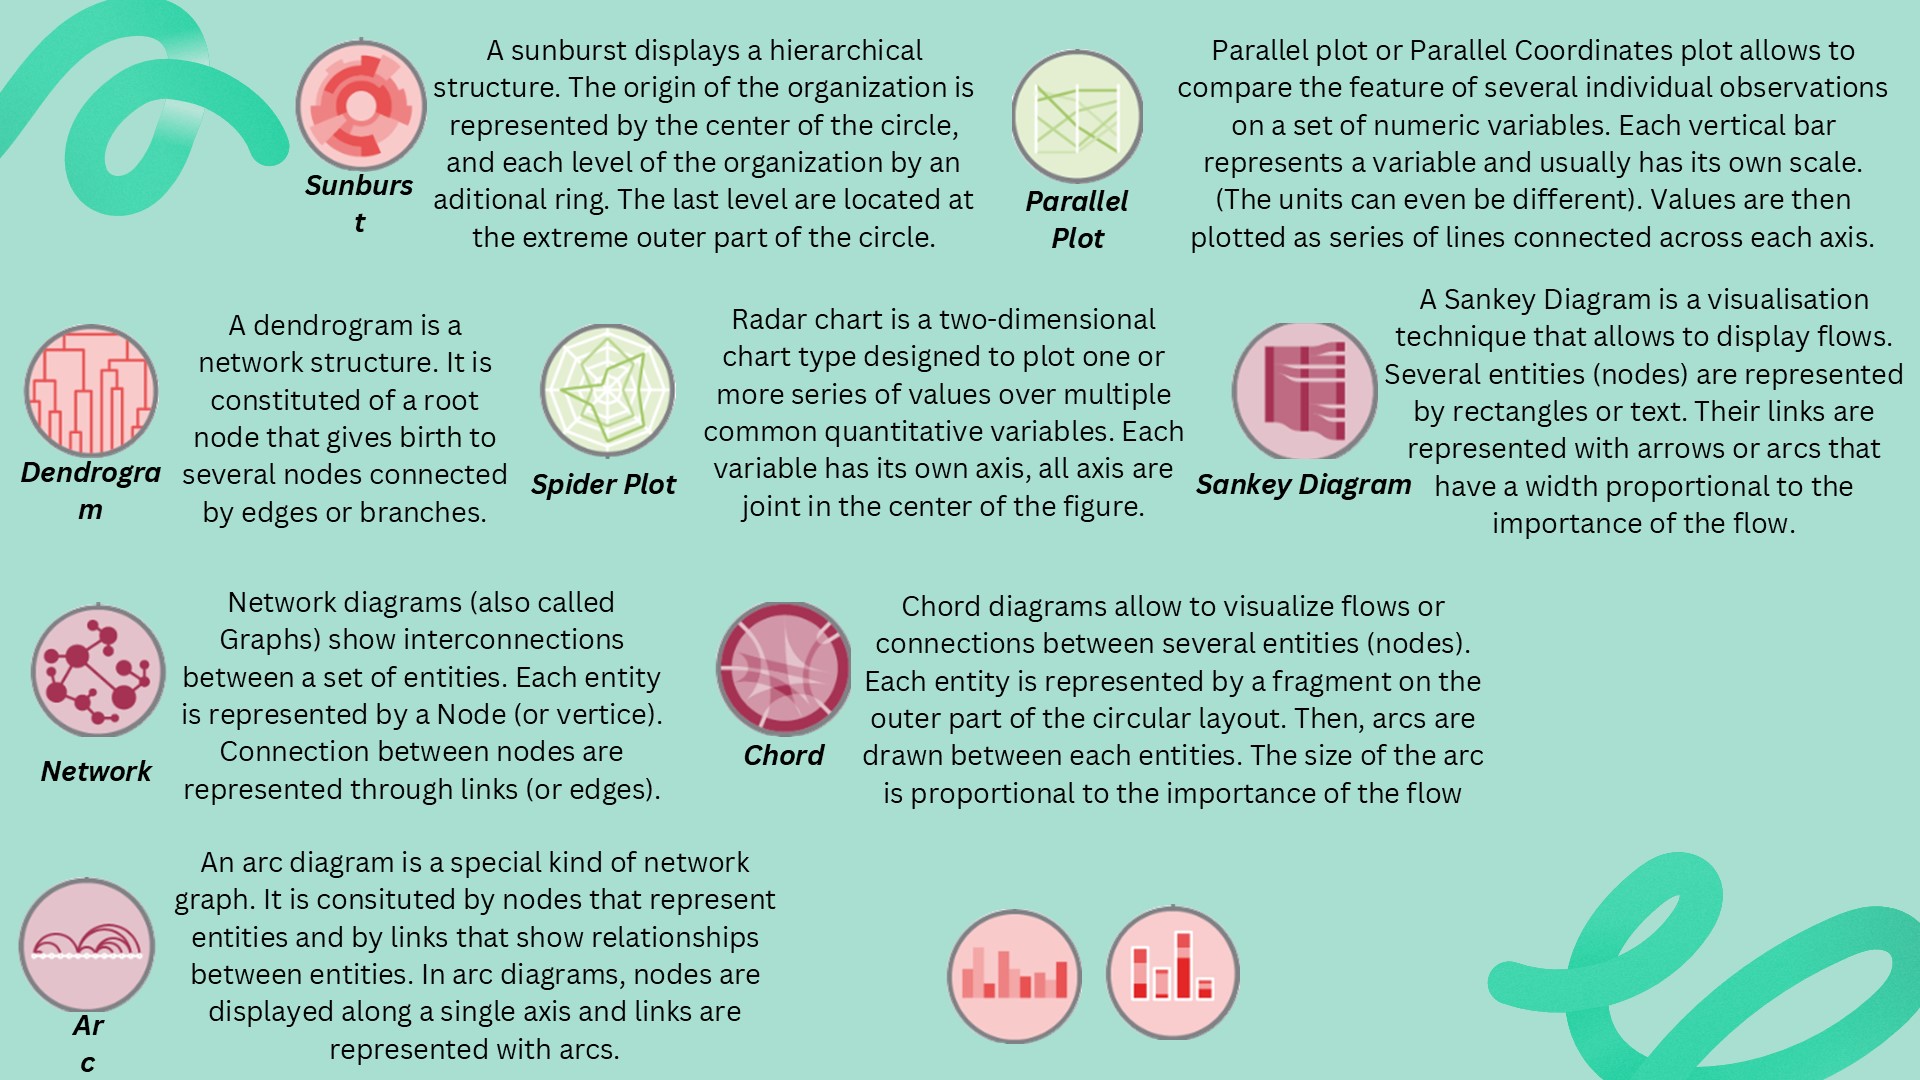 A sunburst displays a hierarchical
structure. The origin of the organization is
represented by the center of the circle,
and each level of the organization by an
aditional ring. The last level are located at
the extreme outer part of the circle.
Sunburs
t
Parallel plot or Parallel Coordinates plot allows to
compare the feature of several individual observations
on a set of numeric variables. Each vertical bar
represents a variable and usually has its own scale.
(The units can even be different). Values are then
plotted as series of lines connected across each axis.
Parallel
Plot
A dendrogram is a
network structure. It is
constituted of a root
node that gives birth to
several nodes connected
by edges or branches.
Dendrogra
m
Radar chart is a two-dimensional
chart type designed to plot one or
more series of values over multiple
common quantitative variables. Each
variable has its own axis, all axis are
joint in the center of the figure.
Spider Plot
A Sankey Diagram is a visualisation
technique that allows to display flows.
Several entities (nodes) are represented
by rectangles or text. Their links are
represented with arrows or arcs that
have a width proportional to the
importance of the flow.
Sankey Diagram
Network diagrams (also called
Graphs) show interconnections
between a set of entities. Each entity
is represented by a Node (or vertice).
Connection between nodes are
represented through links (or edges).
Network
Chord diagrams allow to visualize flows or
connections between several entities (nodes).
Each entity is represented by a fragment on the
outer part of the circular layout. Then, arcs are
drawn between each entities. The size of the arc
is proportional to the importance of the flow
Chord
An arc diagram is a special kind of network
graph. It is consituted by nodes that represent
entities and by links that show relationships
between entities. In arc diagrams, nodes are
displayed along a single axis and links are
represented with arcs.
Ar
c